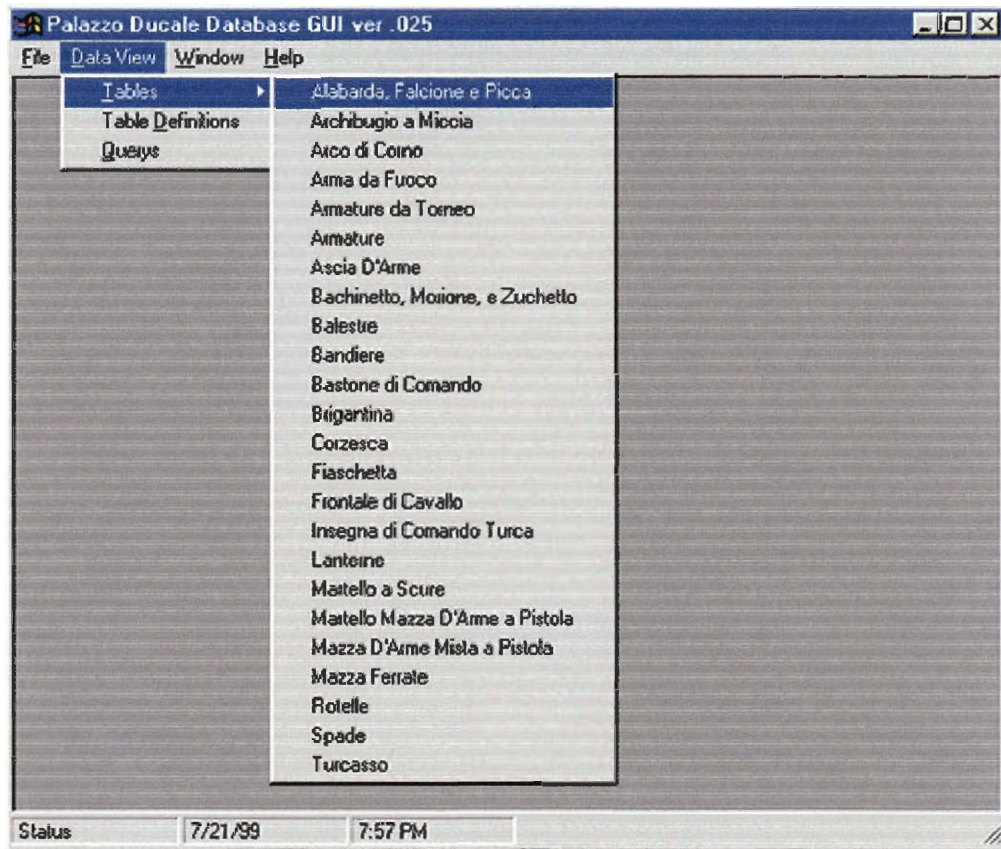 Palazzo Ducale Database GUI ver .025
File Data View Window Help
Tables
Table Definitions
Querys
Alabarda, Falcione e Picca
Archibugio a Miccia
Arco di Corno
Arma da Fuoco
Armature da Torneo
Armature
Ascia D'Arme
Bachinetto, Morione, e Zuchetto
Balestre
Bandiere
Bastone di Comando
Brigantina
Corzesca
Fiaschetta
Frontale di Cavallo
Insegna di Comando Turca
Lanterne
Martello a Scure
Martello Mazza D'Arme a Pistola
Mazza D'Arme Mista a Pistola
Mazza Ferrate
Rotelle
Spade
Turcasso
Status 7/21/99 7:57 PM